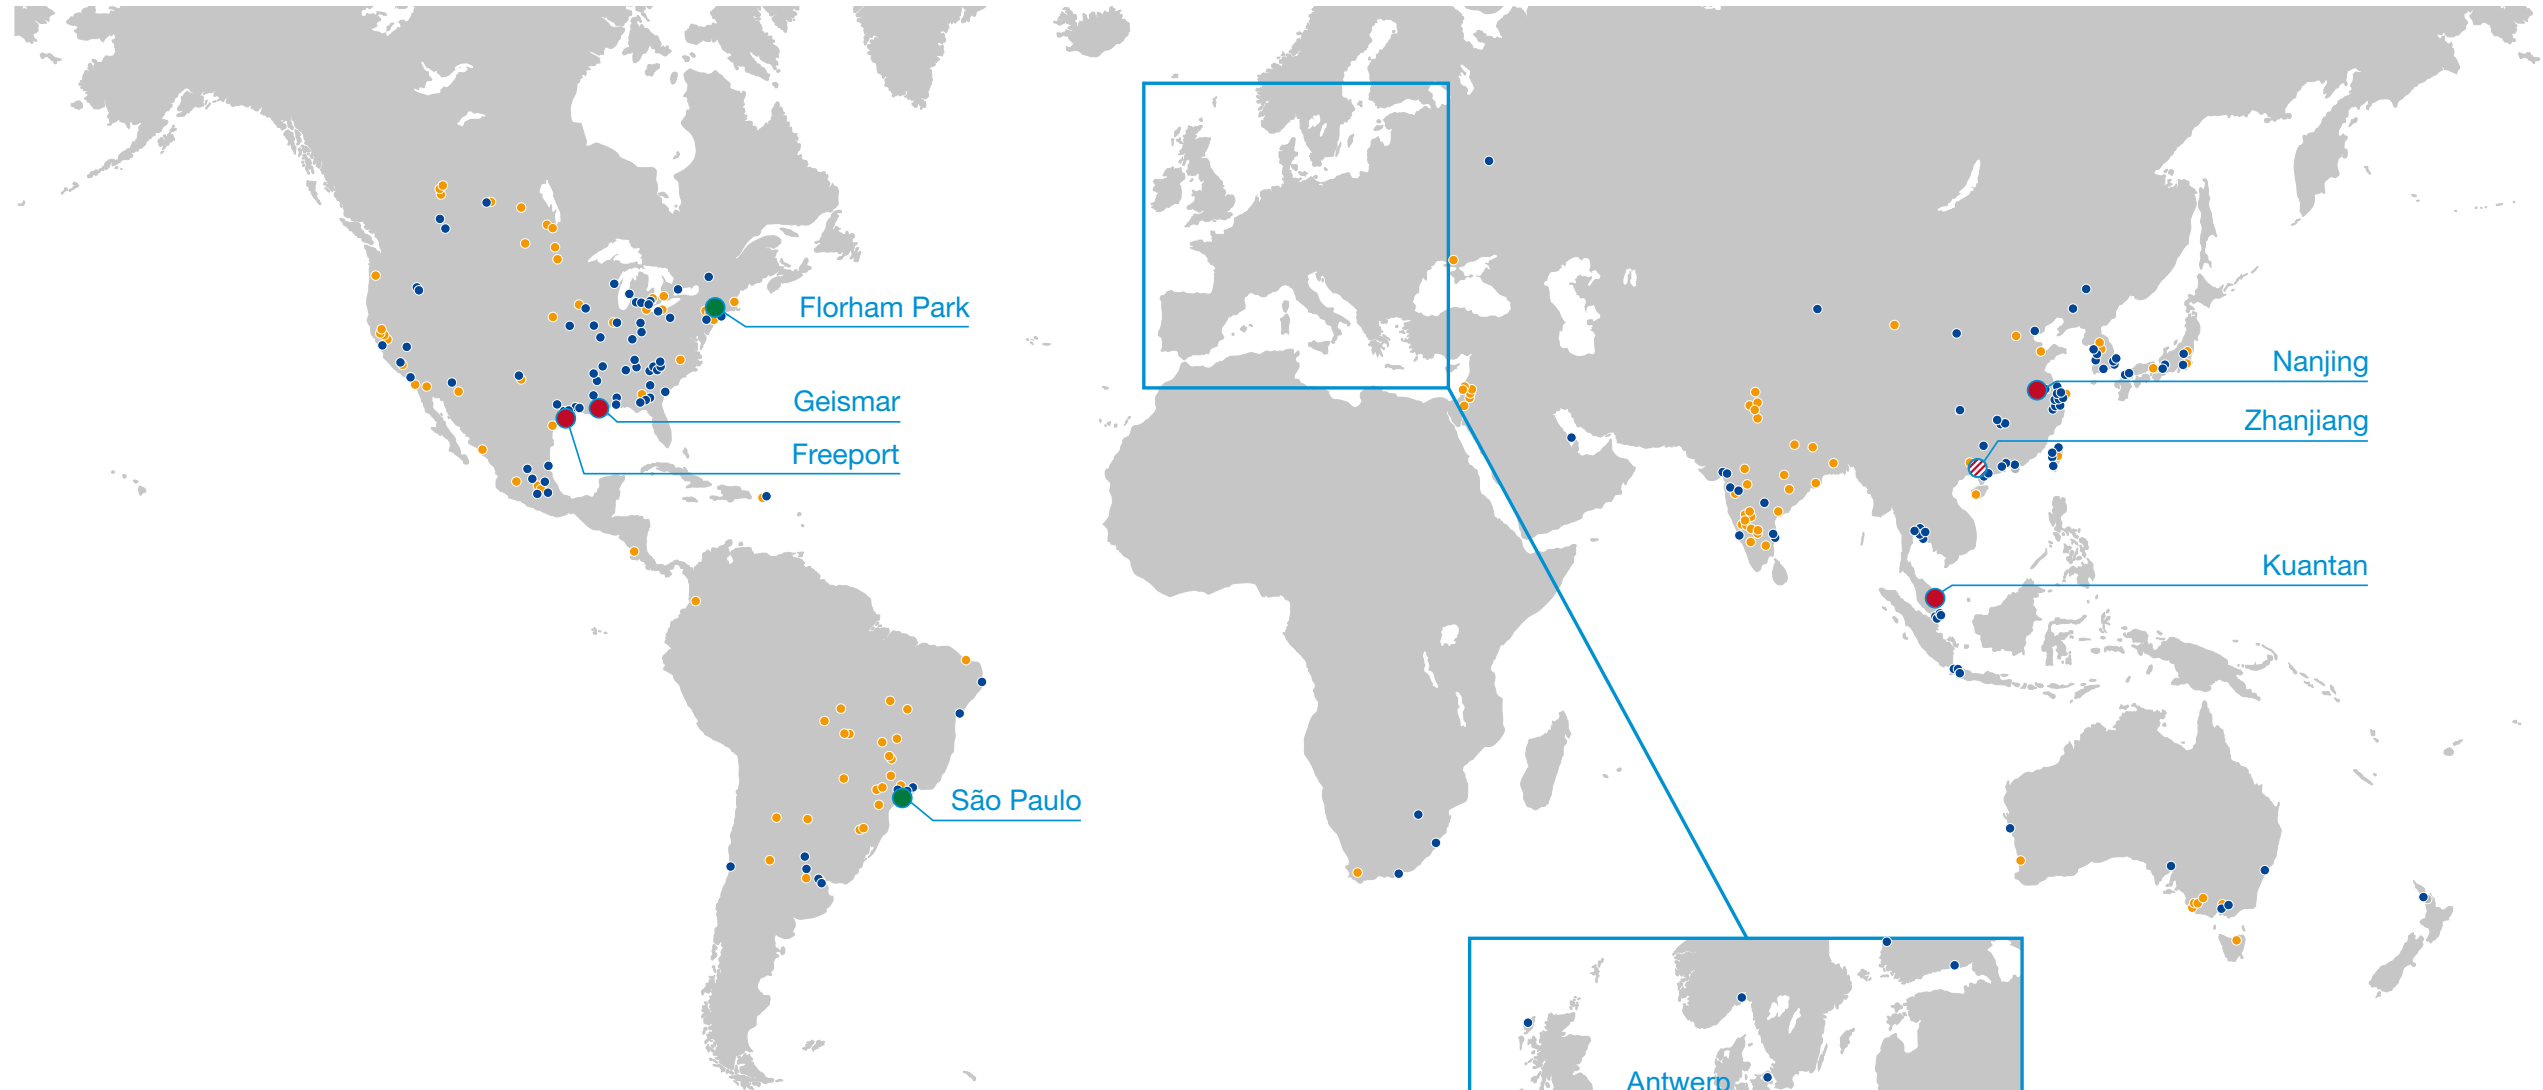 Florham Park
Nanjing
Geismar
Zhanjiang
Freeport
Kuantan
São Paulo
Antwerp